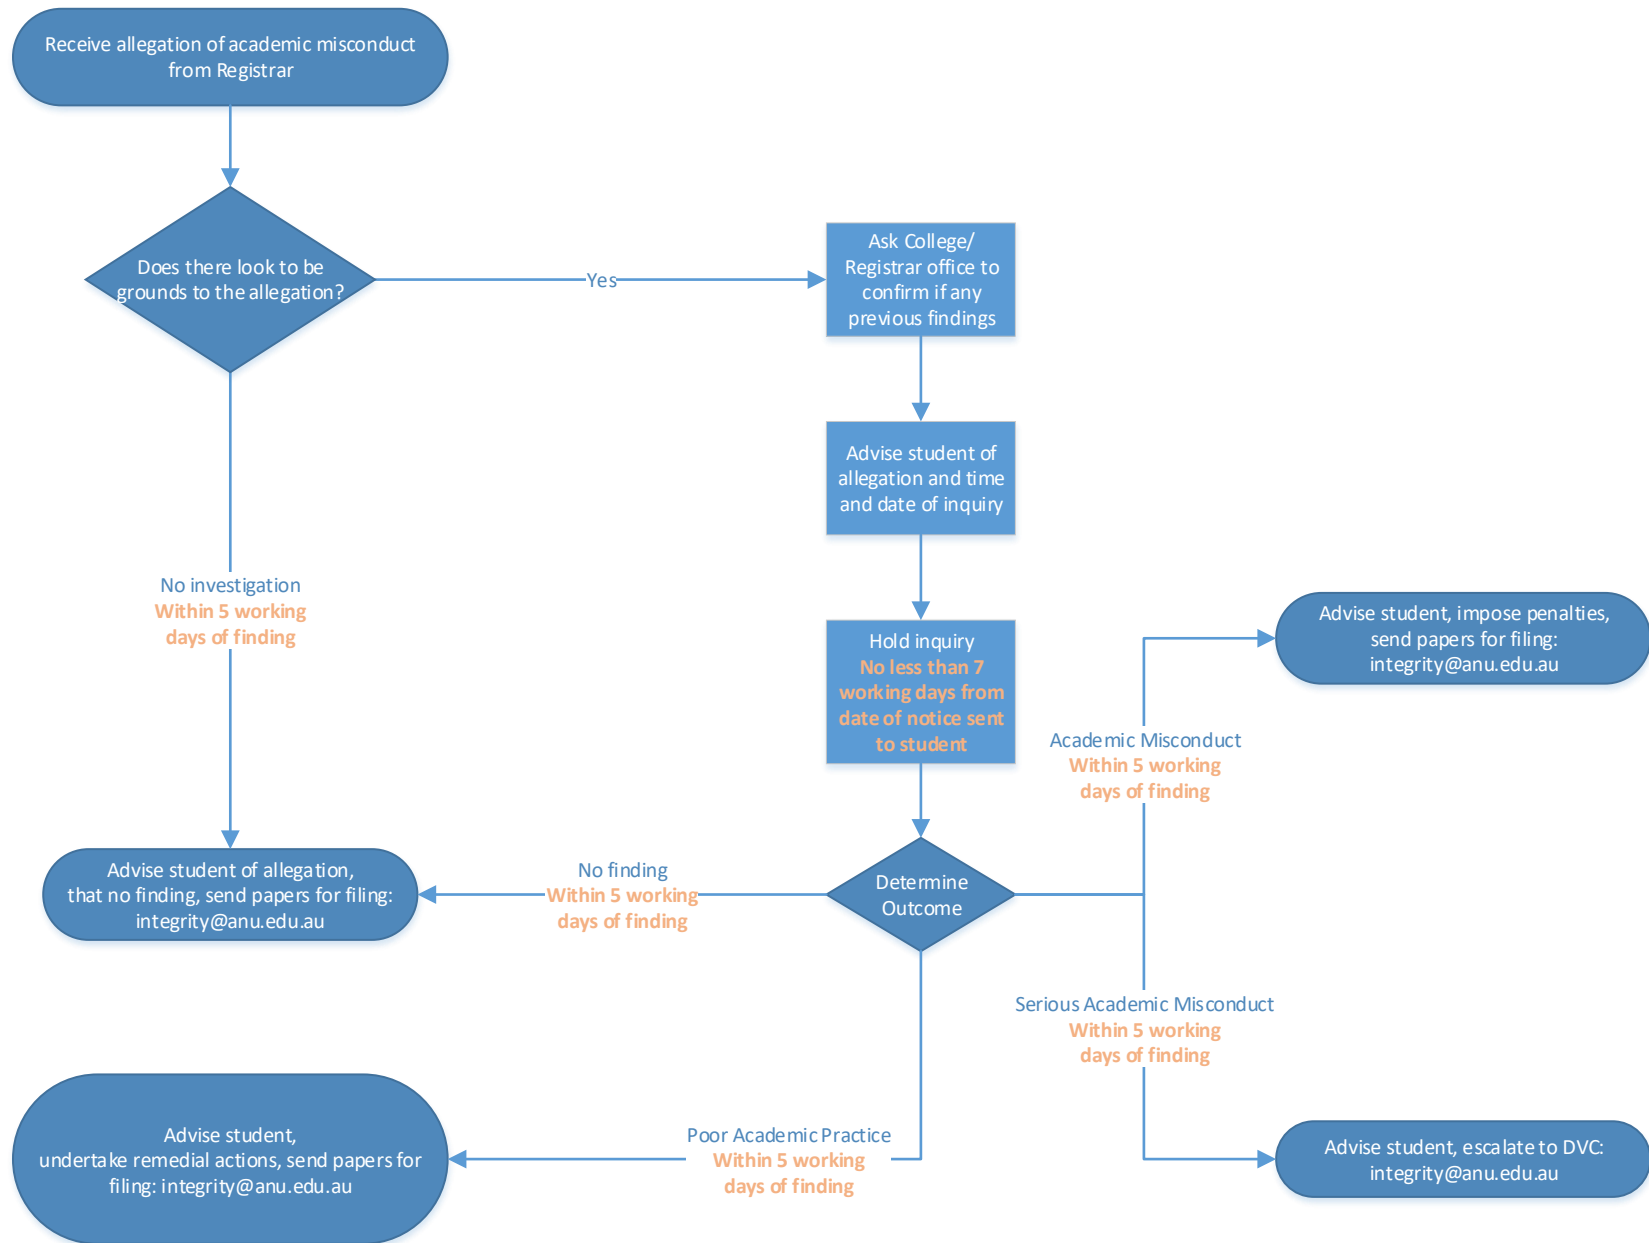 Receive allegation of academic misconduct
from Registrar
Does there look to be
grounds to the allegation?
Yes
Ask College/
Registrar office to
confirm if any
previous findings
Advise student of
allegation and time
and date of inquiry
No investigation
Within 5 working
days of finding
Hold inquiry
No less than 7
working days from
date of notice sent
to student
Advise student, impose penalties,
send papers for filing:
integrity@anu.edu.au
Academic Misconduct
Within 5 working
days of finding
Advise student of allegation,
that no finding, send papers for filing:
integrity@anu.edu.au
No finding
Within 5 working
days of finding
Determine
Outcome
Serious Academic Misconduct
Within 5 working
days of finding
Advise student,
undertake remedial actions, send papers for
filing: integrity@anu.edu.au
Poor Academic Practice
Within 5 working
days of finding
Advise student, escalate to DVC:
integrity@anu.edu.au